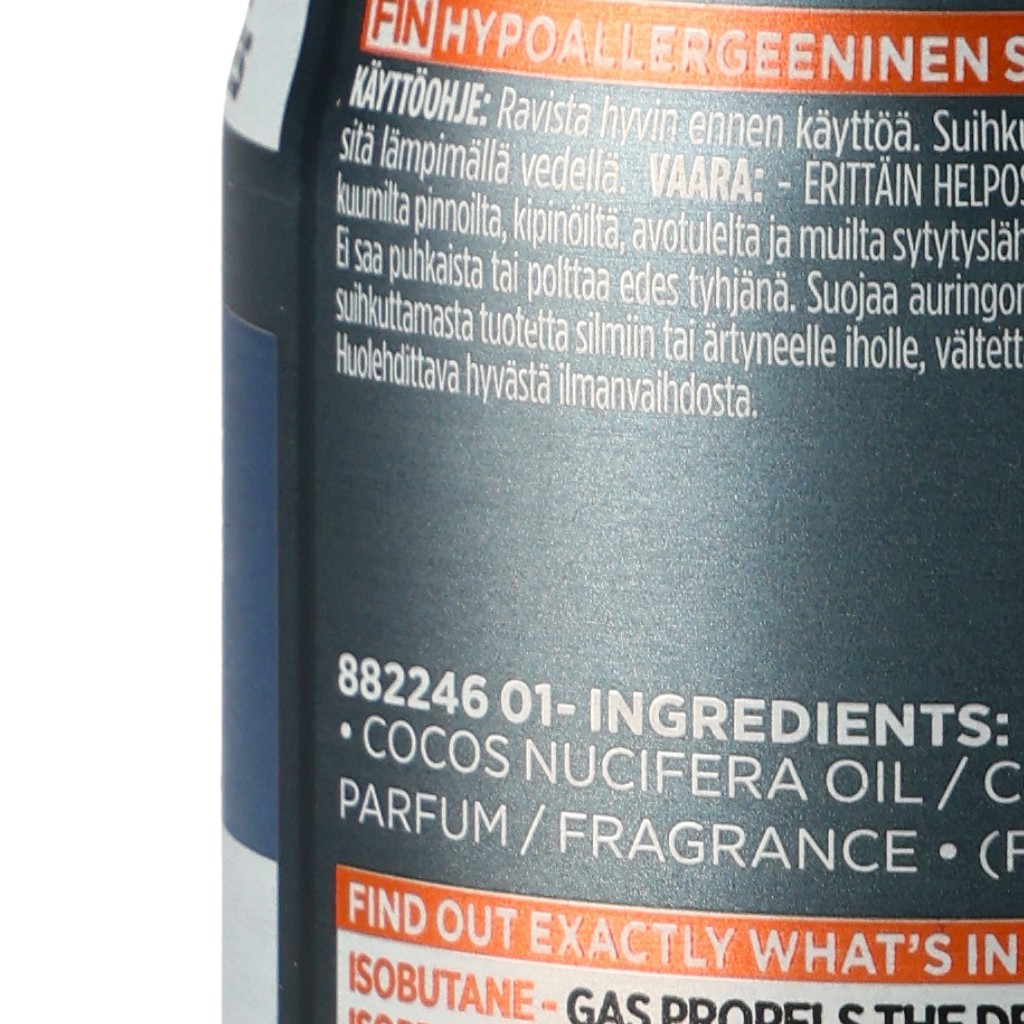 FIN HYPOALLERGEENINEN S
KÄYTTÖOHJE: Ravista hyvin ennen käyttöä. Suihku
sitä lämpimällä vedellä. VAARA: - ERITTÄIN HELPOS
kuumilta pinnoilta, kipinöiltä, avotulelta ja muilta sytytysläh
Ei saa puhkaista tai polttaa edes tyhjänä. Suojaa auringon
suihkuttamasta tuotetta silmiin tai ärtyneelle iholle, vältett
Huolehdittava hyvästä ilmanvaihdosta.
882246 01- INGREDIENTS:
• COCOS NUCIFERA OIL / C
PARFUM / FRAGRANCE • (F
FIND OUT EXACTLY WHAT'S IN
ISOBUTANE - GAS PROPELS THE DE